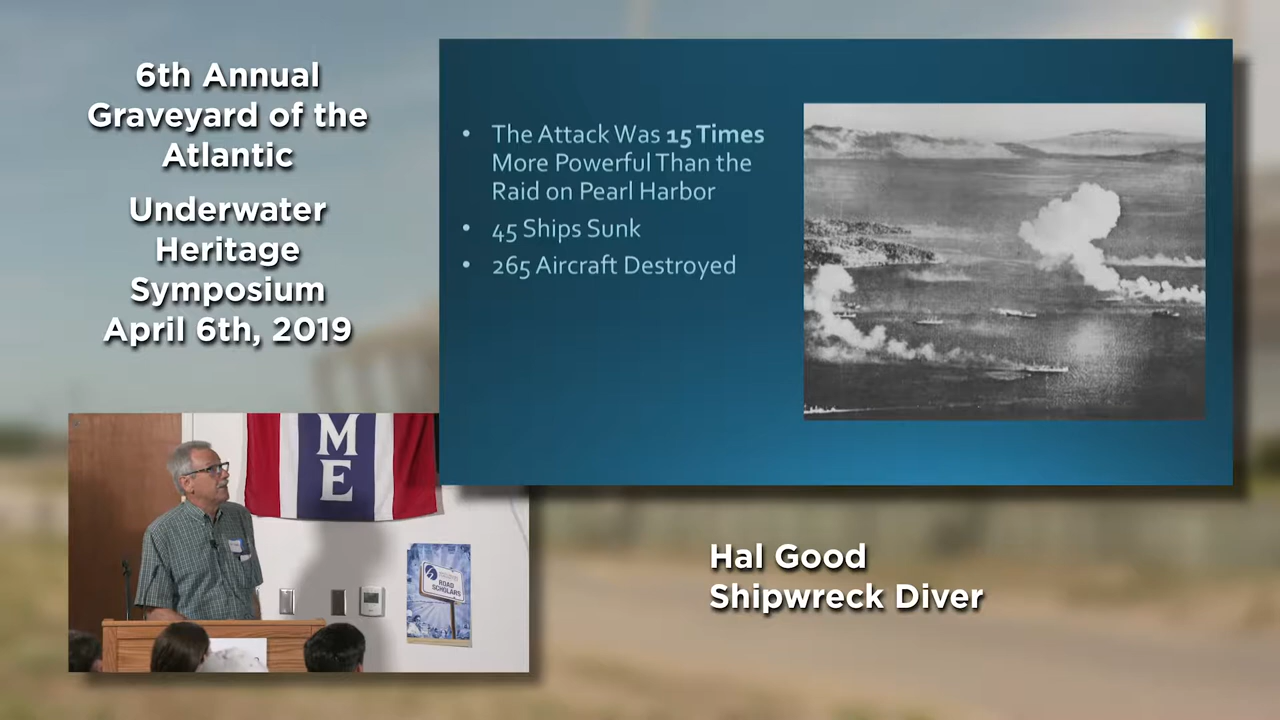 6th Annual
Graveyard of the
Atlantic
Underwater
Heritage
Symposium
April 6th, 2019
• The Attack Was 15 Times
More Powerful Than the
Raid on Pearl Harbor
• 45 Ships Sunk
• 265 Aircraft Destroyed
M
E
ROAD
SCHOLARS
Hal Good
Shipwreck Diver